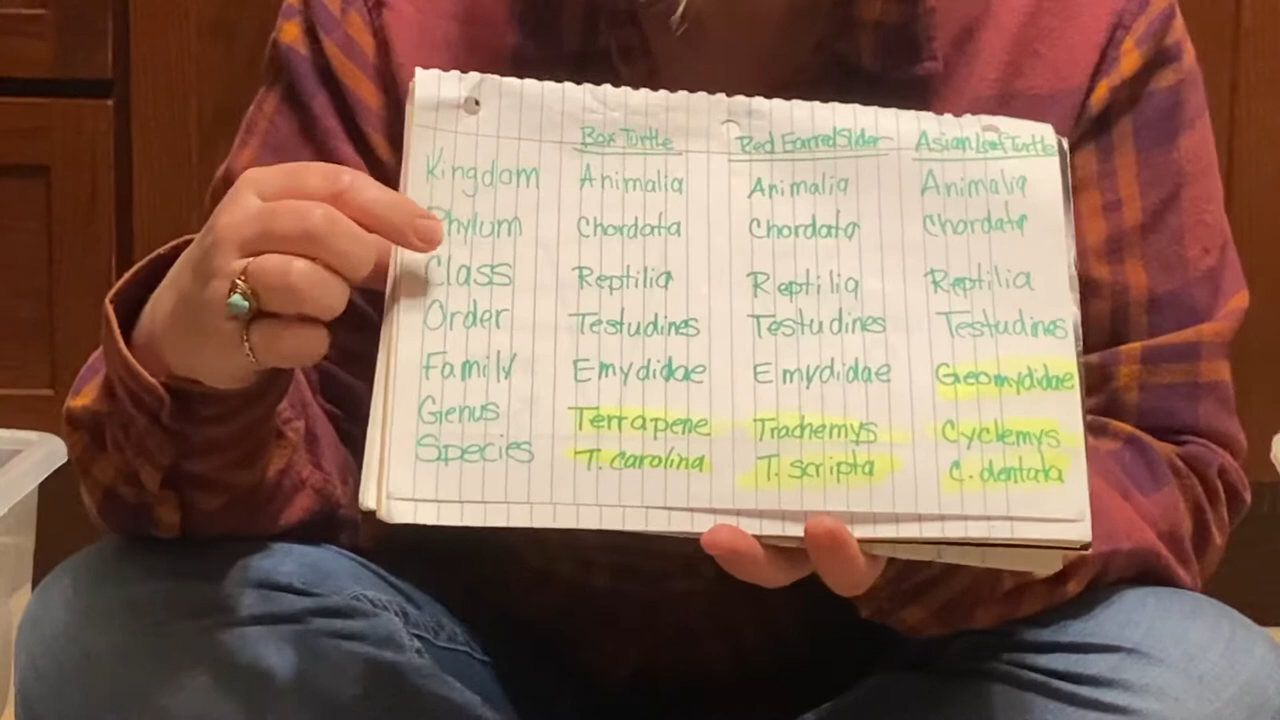 Box Turtle Red Earred Slider Asian Leaf Turtle
Kingdom Animalia Animalia Animalia
Phylum Chordata Chordata Chordata
Class Reptilia Reptilia Reptilia
Order Testudines Testudines Testudines
Family Emydidae Emydidae Geomydidae
Genus Terrapene Trachemys Cyclemys
Species T. carolina T. scripta C. dentata